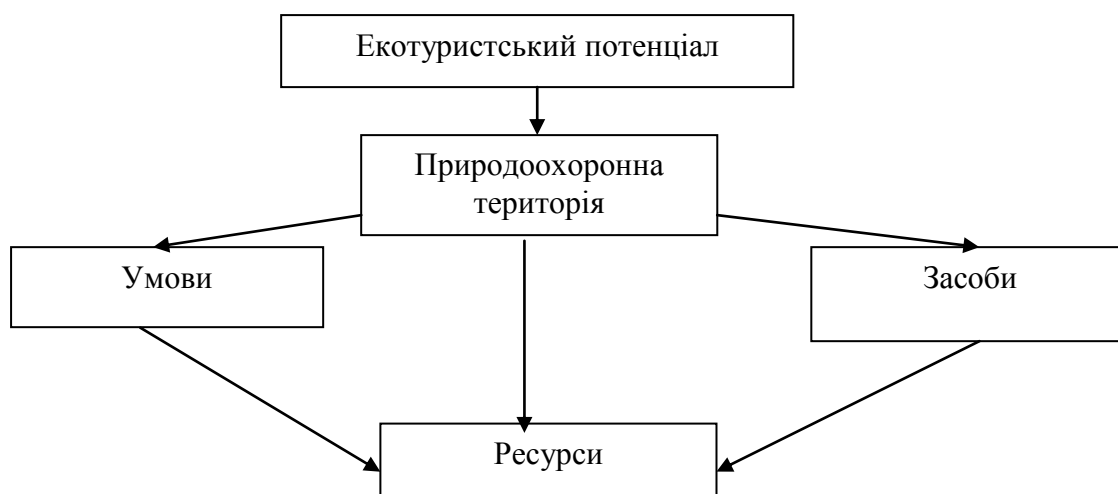 Екотуристський потенціал
Природоохоронна
територія
Умови
Засоби
Ресурси